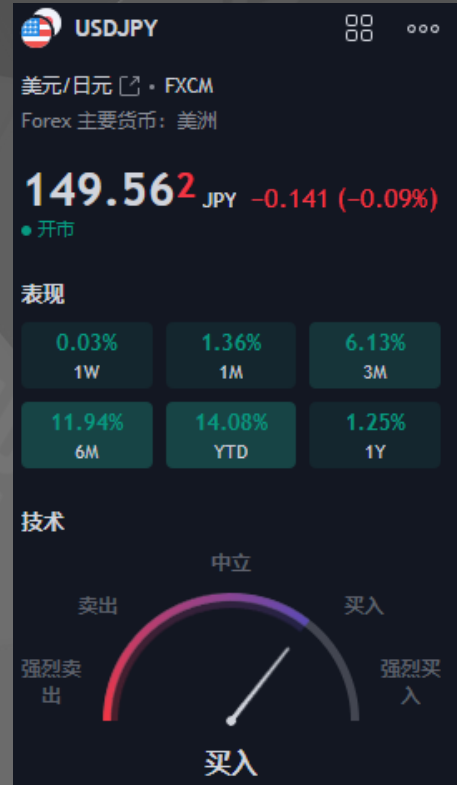 USDJPY
美元/日元 • FXCM
Forex 主要货币：美洲
149.562 JPY −0.141 (−0.09%)
开市
表现
0.03% 1.36% 6.13%
1W 1M 3M
11.94% 14.08% 1.25%
6M YTD 1Y
技术
中立
卖出 买入
强烈卖 强烈买
出 入
买入